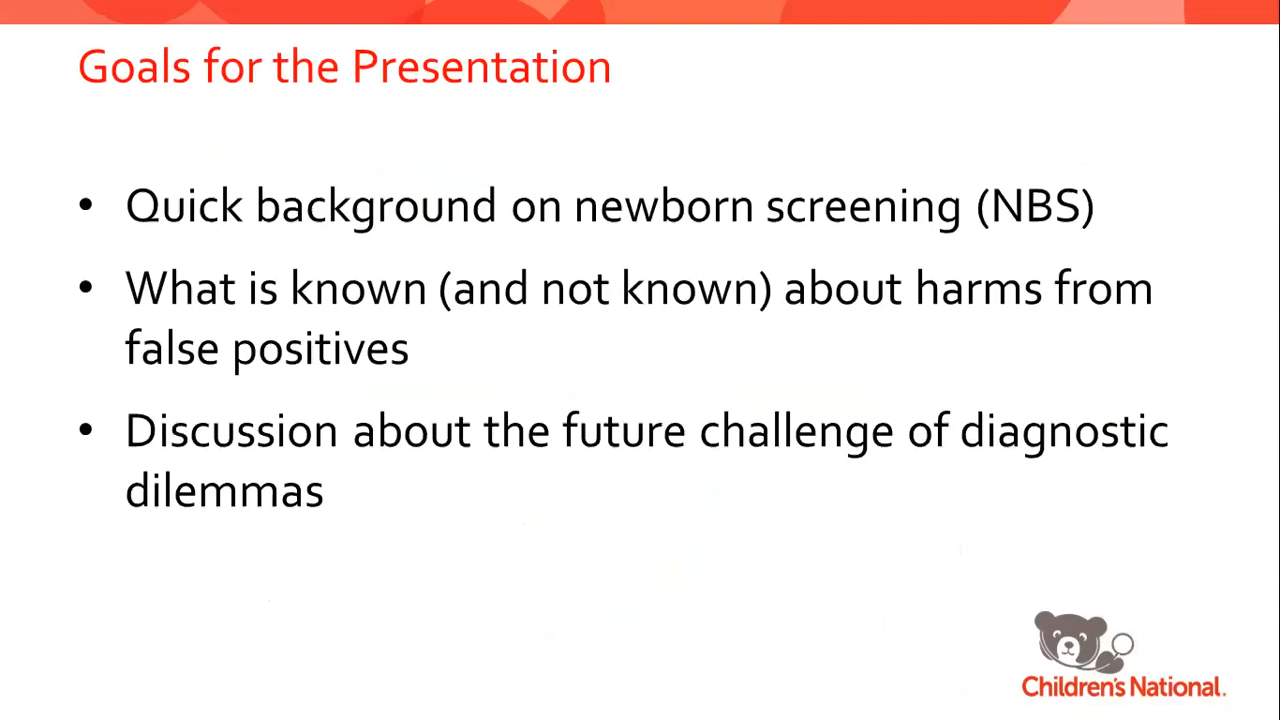 Goals for the Presentation
• Quick background on newborn screening (NBS)
• What is known (and not known) about harms from
false positives
• Discussion about the future challenge of diagnostic
dilemmas
Children's National.